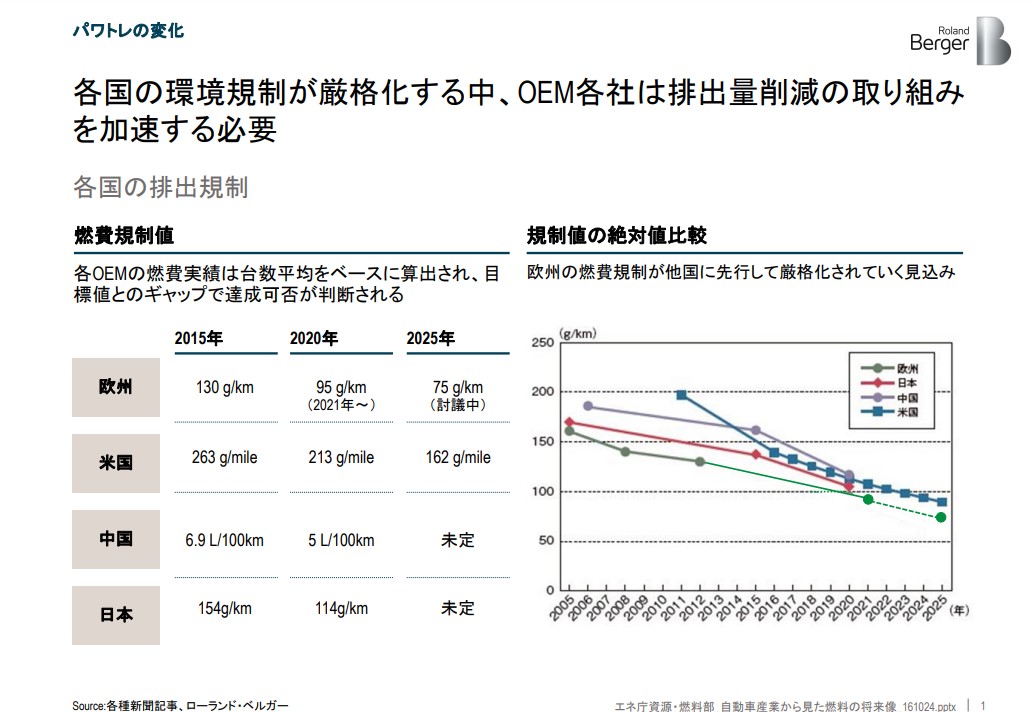 パワトレの変化
Roland
Berger
各国の環境規制が厳格化する中、OEM各社は排出量削減の取り組み
を加速する必要
各国の排出規制
燃費規制値
各OEMの燃費実績は台数平均をベースに算出され、目
標値とのギャップで達成可否が判断される
2015年 2020年 2025年
欧州 130 g/km 95 g/km 75 g/km
（2021年～） （討議中）
米国 263 g/mile 213 g/mile 162 g/mile
中国 6.9 L/100km 5 L/100km 未定
日本 154g/km 114g/km 未定
規制値の絶対値比較
欧州の燃費規制が他国に先行して厳格化されていく見込み
(g/km)
250
200
150
100
50
0
欧州
日本
中国
米国
2005 2006 2007 2008 2009 2010 2011 2012 2013 2014 2015 2016 2017 2018 2019 2020 2021 2022 2023 2024 2025 (年)
Source:各種新聞記事、ローランド・ベルガー
エネ庁資源・燃料部 自動車産業から見た燃料の将来像_161024.pptx | 1